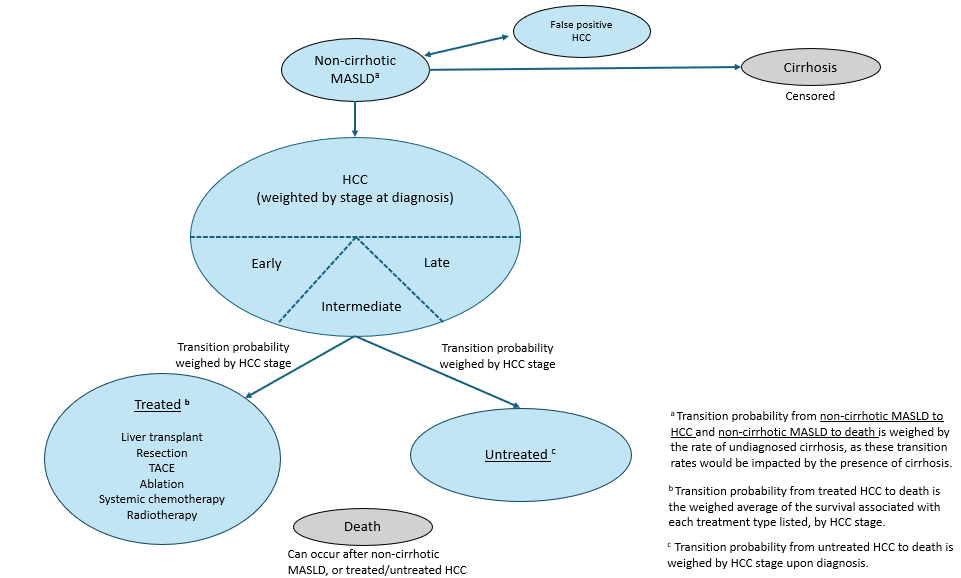 False positive
HCC
Non-cirrhotic
MASLDᵃ
Cirrhosis
Censored
HCC
(weighted by stage at diagnosis)
Early
Late
Intermediate
Transition probability
weighed by HCC stage
Transition probability
weighed by HCC stage
Treated ᵇ
Liver transplant
Resection
TACE
Ablation
Systemic chemotherapy
Radiotherapy
Untreated ᶜ
Death
Can occur after non-cirrhotic
MASLD, or treated/untreated HCC
ᵃ Transition probability from non-cirrhotic MASLD to
HCC and non-cirrhotic MASLD to death is weighed by
the rate of undiagnosed cirrhosis, as these transition
rates would be impacted by the presence of cirrhosis.
ᵇ Transition probability from treated HCC to death is
the weighed average of the survival associated with
each treatment type listed, by HCC stage.
ᶜ Transition probability from untreated HCC to death is
weighed by HCC stage upon diagnosis.